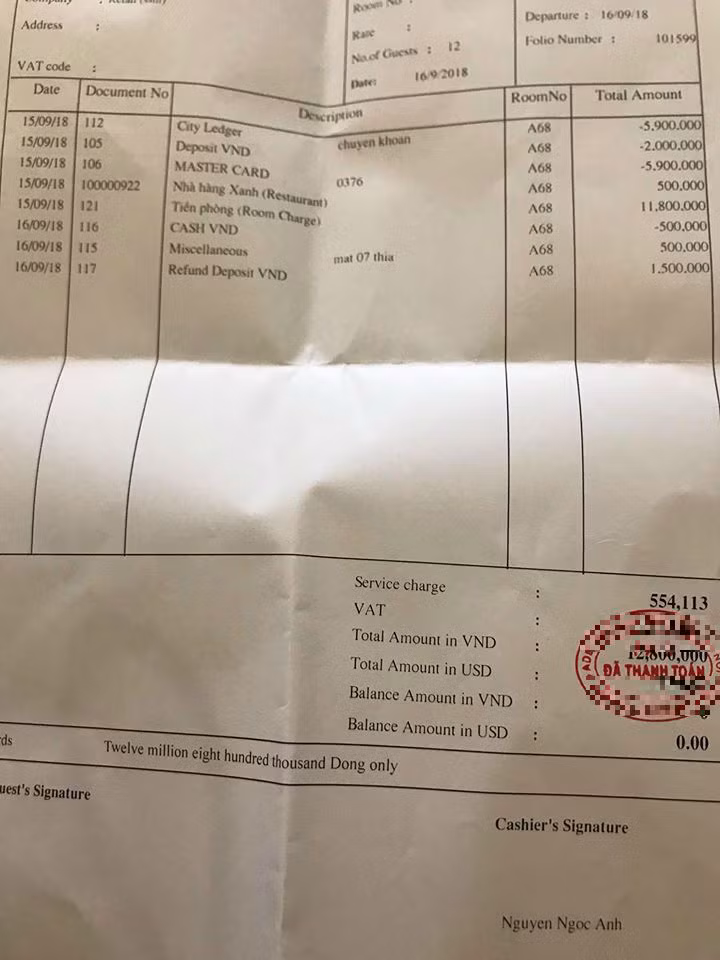 Address :
VAT code :
Room No :
Rate :
No.of Guests : 12
Date: 16/9/2018
Departure : 16/09/18
Folio Number : 101599
Date Document No Description RoomNo Total Amount
15/09/18 112 City Ledger A68 -5.900.000
15/09/18 105 Deposit VND chuyen khoan A68 -2.000.000
15/09/18 106 MASTER CARD A68 -5.900.000
15/09/18 100000922 Nhà hàng Xanh (Restaurant) 0376 A68 500,000
15/09/18 121 Tiền phòng (Room Charge) A68 11.800.000
16/09/18 116 CASH VND A68 -500,000
16/09/18 115 Miscellaneous mat 07 thia A68 500,000
16/09/18 117 Refund Deposit VND A68 1.500.000
Service charge : 554,113
VAT :
Total Amount in VND : 12,800,000
Total Amount in USD :
ĐÃ THANH TOÁN
Balance Amount in VND :
Balance Amount in USD : 0.00
Twelve million eight hundred thousand Dong only
uest's Signature
Cashier's Signature
Nguyen Ngoc Anh